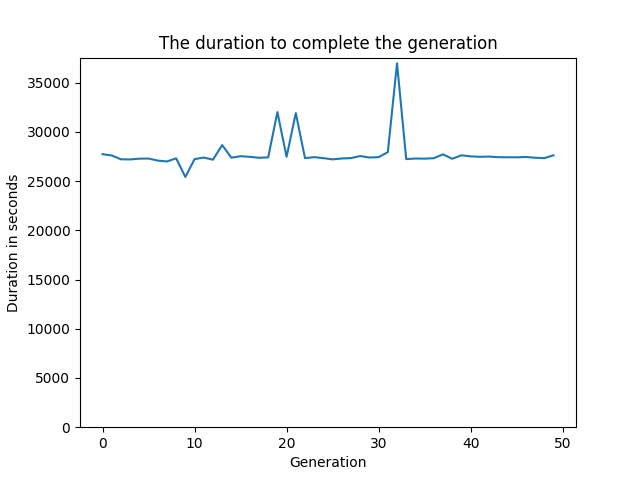 The duration to complete the generation
35000
30000
25000
20000
15000
10000
5000
0
Duration in seconds
0 10 20 30 40 50
Generation